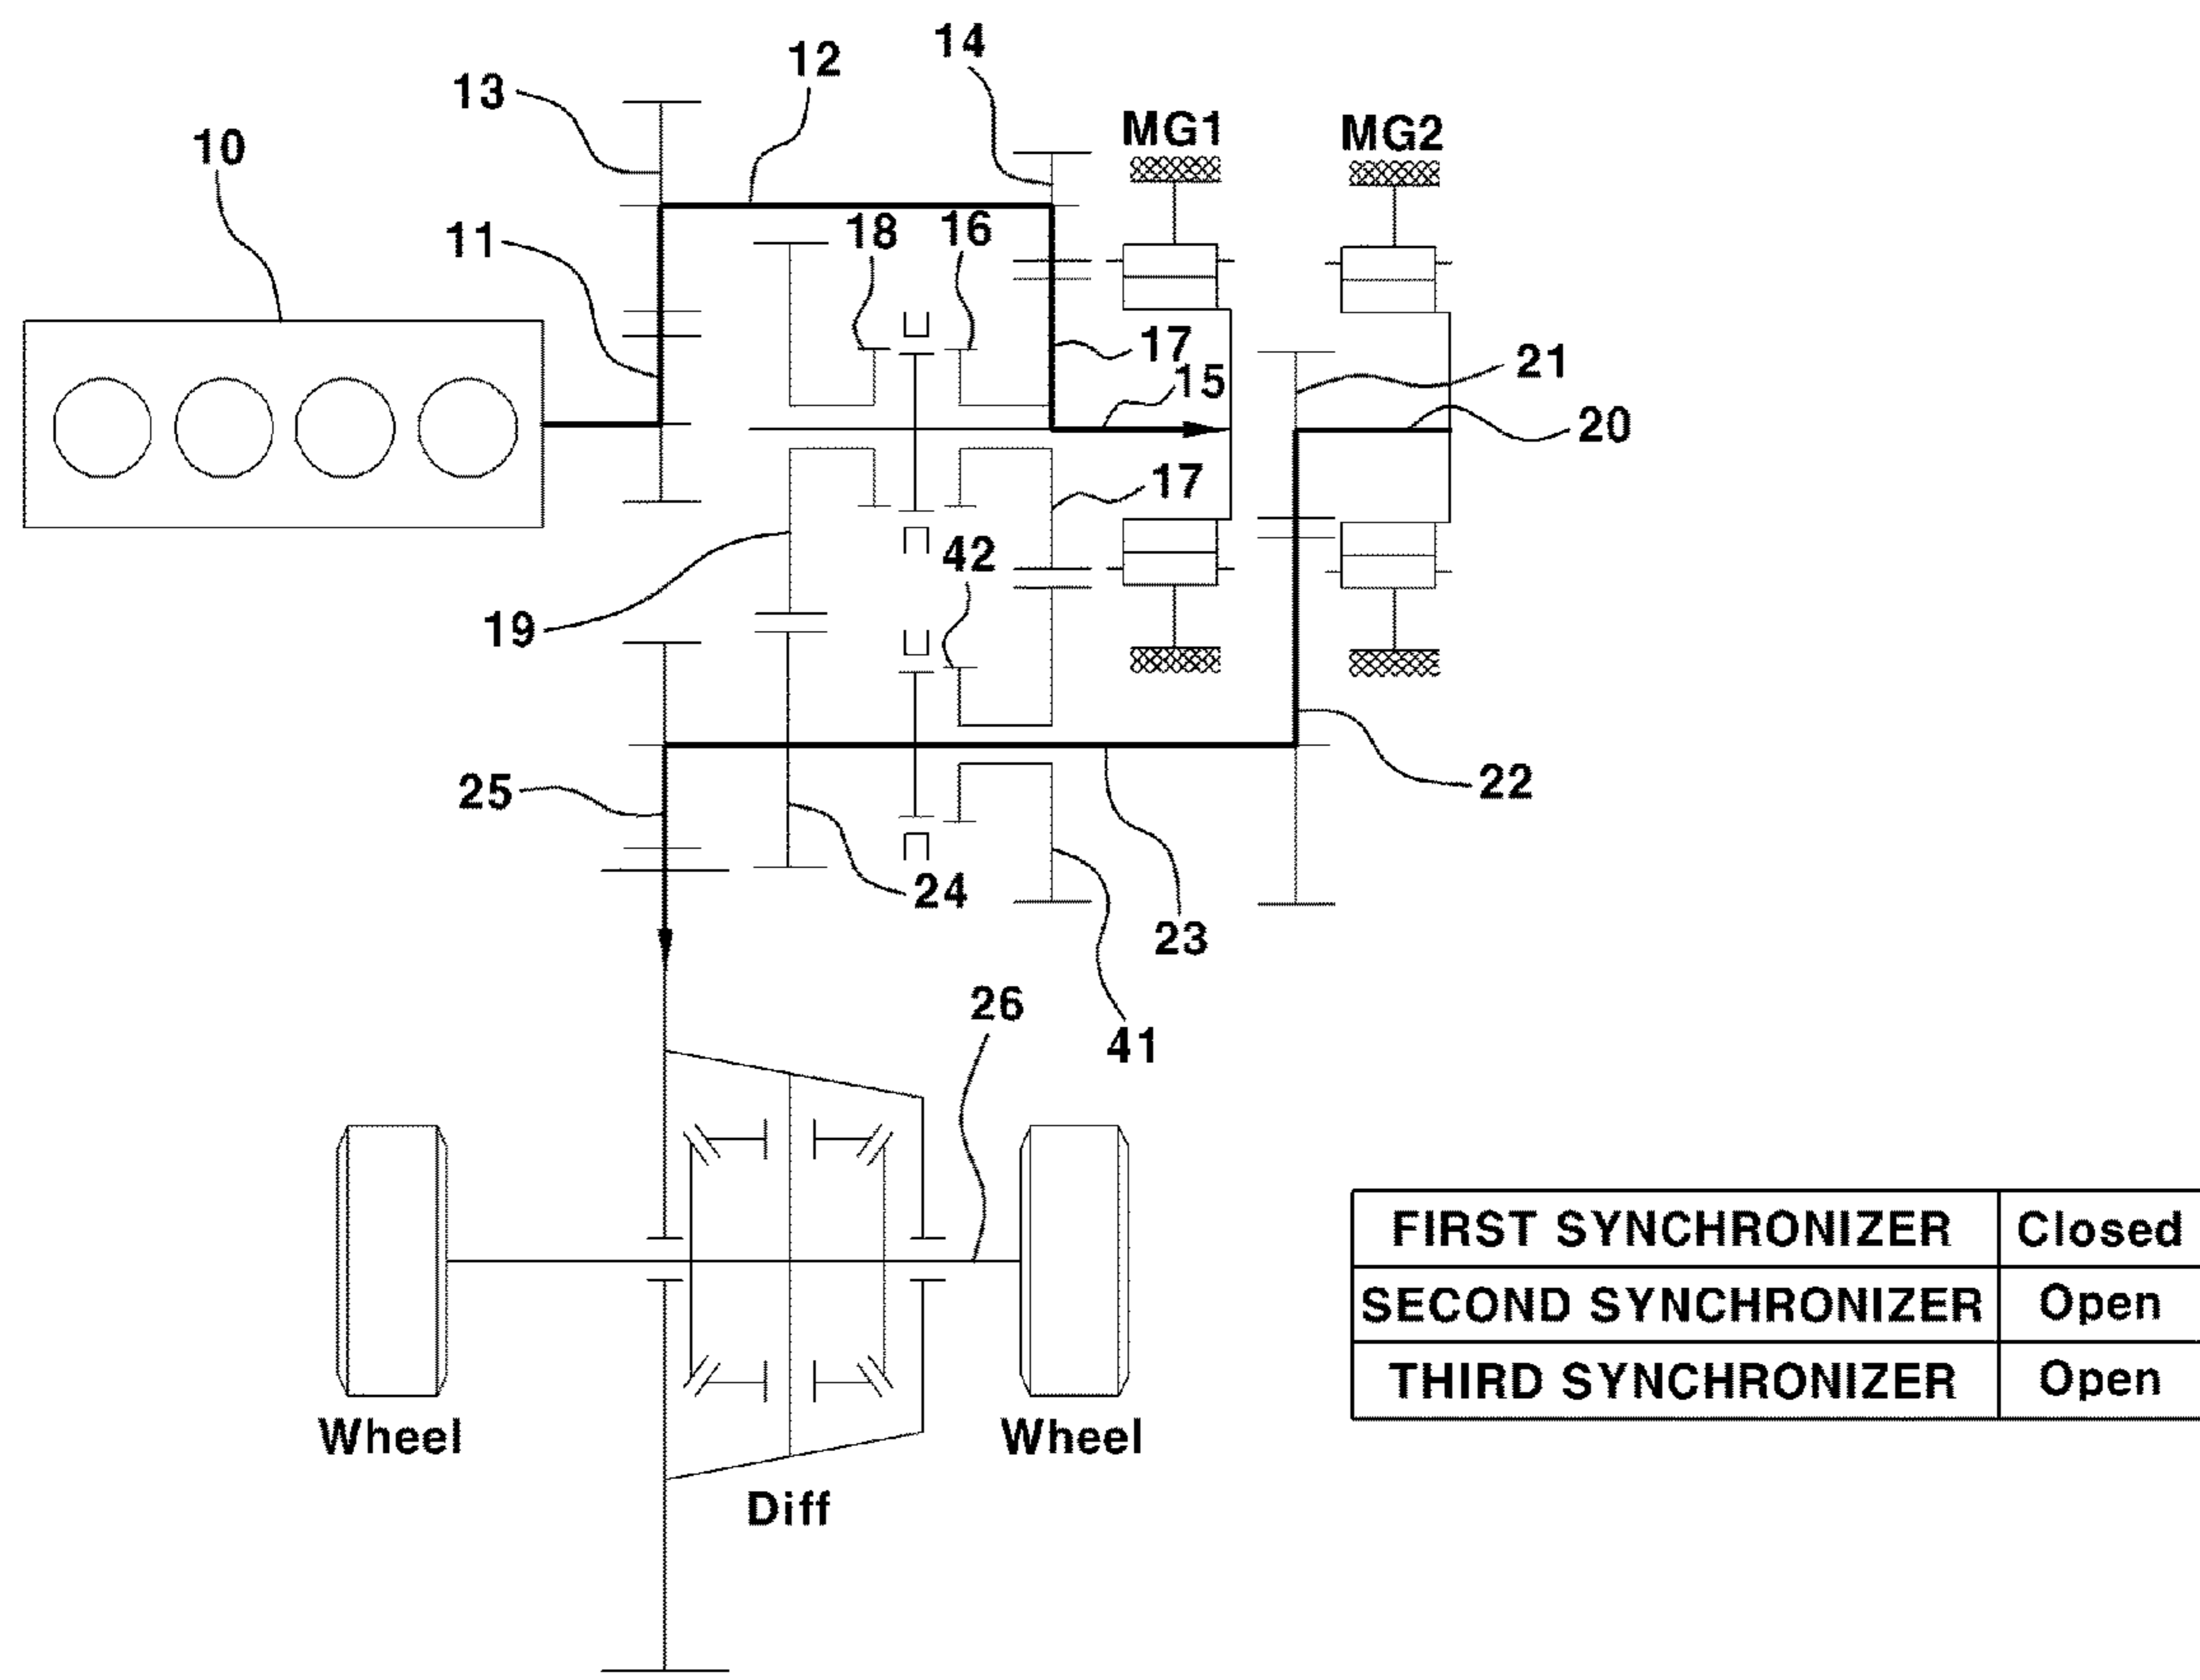 14
12
13
MG1
MG2
10
18
16
11
17
21
15
20
17
42
19
25
22
24
23
26
41
FIRST SYNCHRONIZER Closed
SECOND SYNCHRONIZER Open
THIRD SYNCHRONIZER Open
Wheel
Wheel
Diff